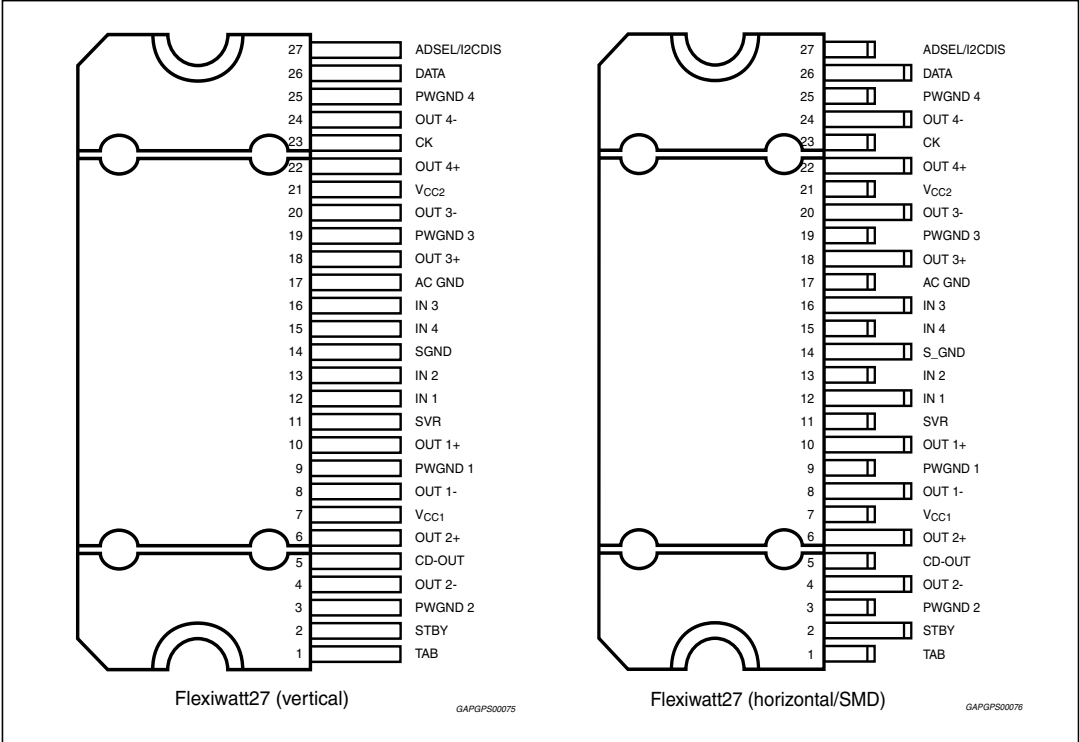 27 ADSEL/I2CDIS
26 DATA
25 PWGND 4
24 OUT 4-
23 CK
22 OUT 4+
21 VCC2
20 OUT 3-
19 PWGND 3
18 OUT 3+
17 AC GND
16 IN 3
15 IN 4
14 SGND
13 IN 2
12 IN 1
11 SVR
10 OUT 1+
9 PWGND 1
8 OUT 1-
7 VCC1
6 OUT 2+
5 CD-OUT
4 OUT 2-
3 PWGND 2
2 STBY
1 TAB
Flexiwatt27 (vertical)
GAPGPS00075
27 ADSEL/I2CDIS
26 DATA
25 PWGND 4
24 OUT 4-
23 CK
22 OUT 4+
21 VCC2
20 OUT 3-
19 PWGND 3
18 OUT 3+
17 AC GND
16 IN 3
15 IN 4
14 S_GND
13 IN 2
12 IN 1
11 SVR
10 OUT 1+
9 PWGND 1
8 OUT 1-
7 VCC1
6 OUT 2+
5 CD-OUT
4 OUT 2-
3 PWGND 2
2 STBY
1 TAB
Flexiwatt27 (horizontal/SMD)
GAPGPS00076